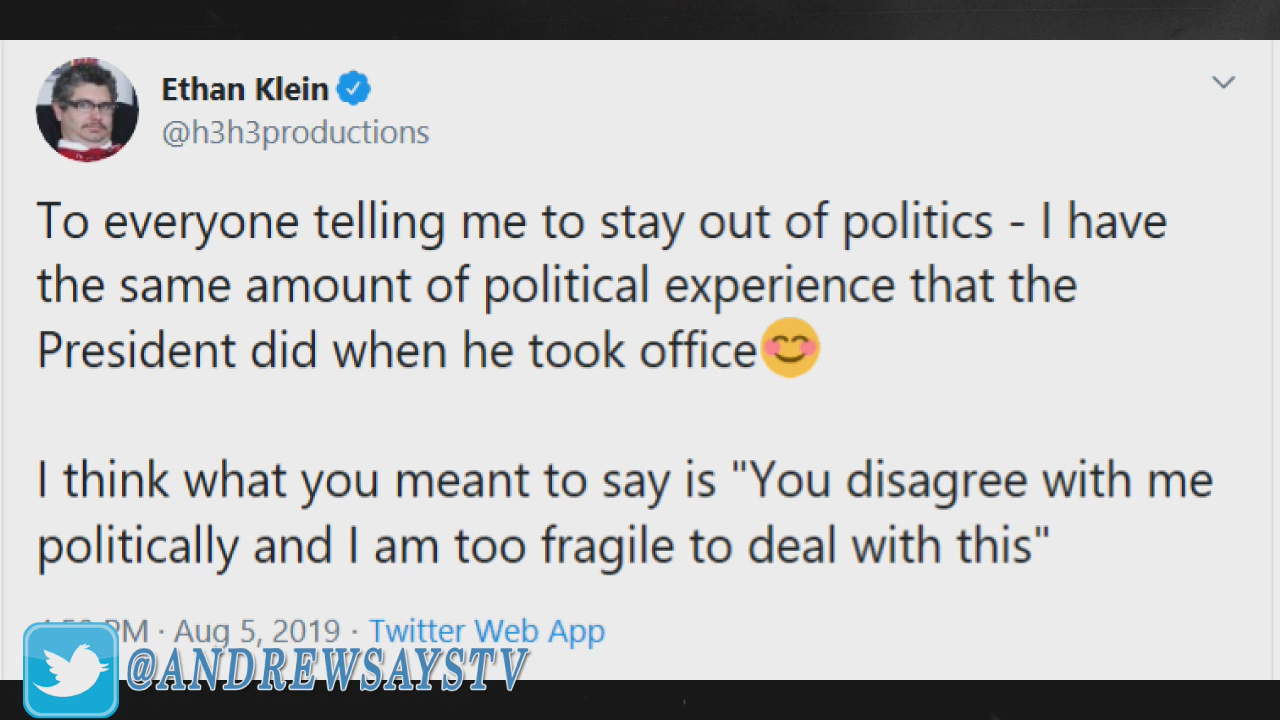 Ethan Klein
@h3h3productions
To everyone telling me to stay out of politics - I have
the same amount of political experience that the
President did when he took office😊
I think what you meant to say is "You disagree with me
politically and I am too fragile to deal with this"
PM · Aug 5, 2019 · Twitter Web App
@ANDREWSAYSTV